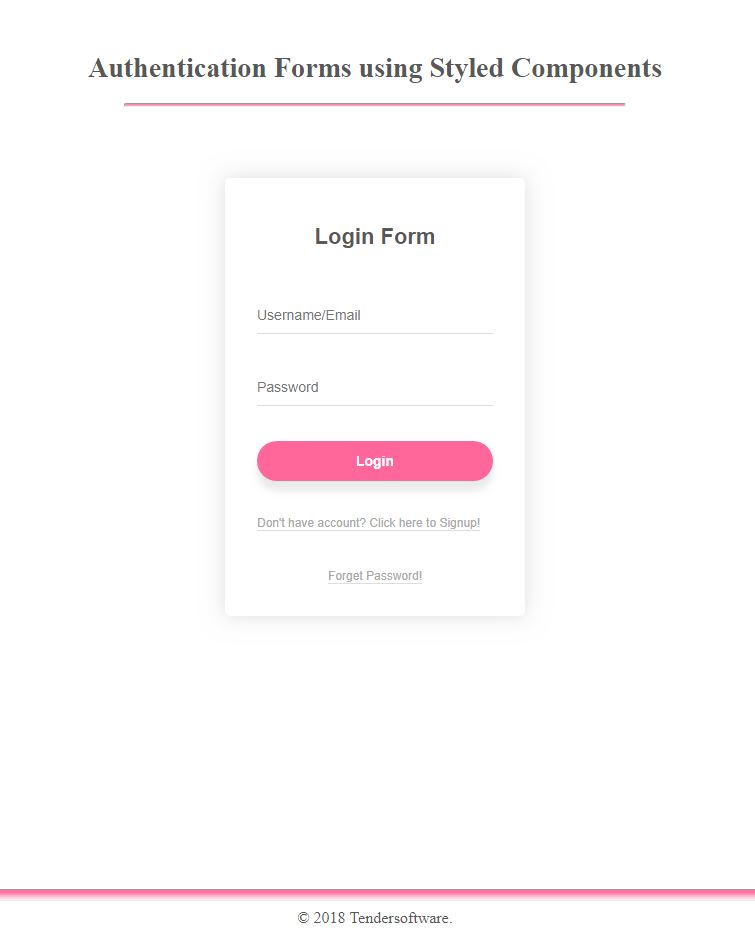 Authentication Forms using Styled Components
Login Form
Username/Email
Password
Login
Don't have account? Click here to Signup!
Forget Password!
© 2018 Tendersoftware.